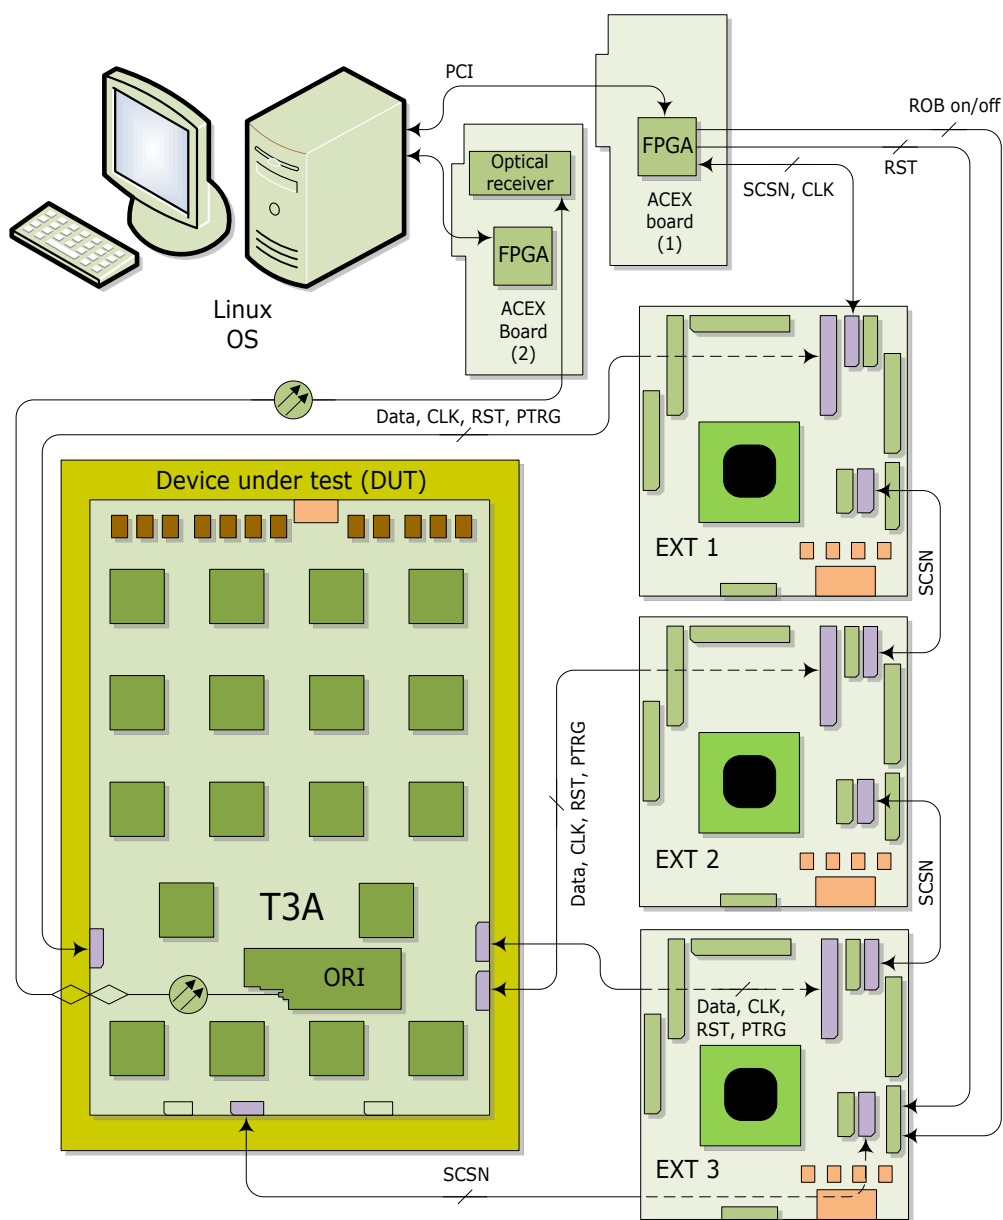 PCI
ROB on/off
RST
FPGA
SCSN, CLK
ACEX
board
(1)
Optical
receiver
FPGA
ACEX
Board
(2)
Linux
OS
Data, CLK, RST, PTRG
Device under test (DUT)
EXT 1
SCSN
Data, CLK, RST, PTRG
EXT 2
SCSN
T3A
ORI
Data, CLK,
RST, PTRG
EXT 3
SCSN